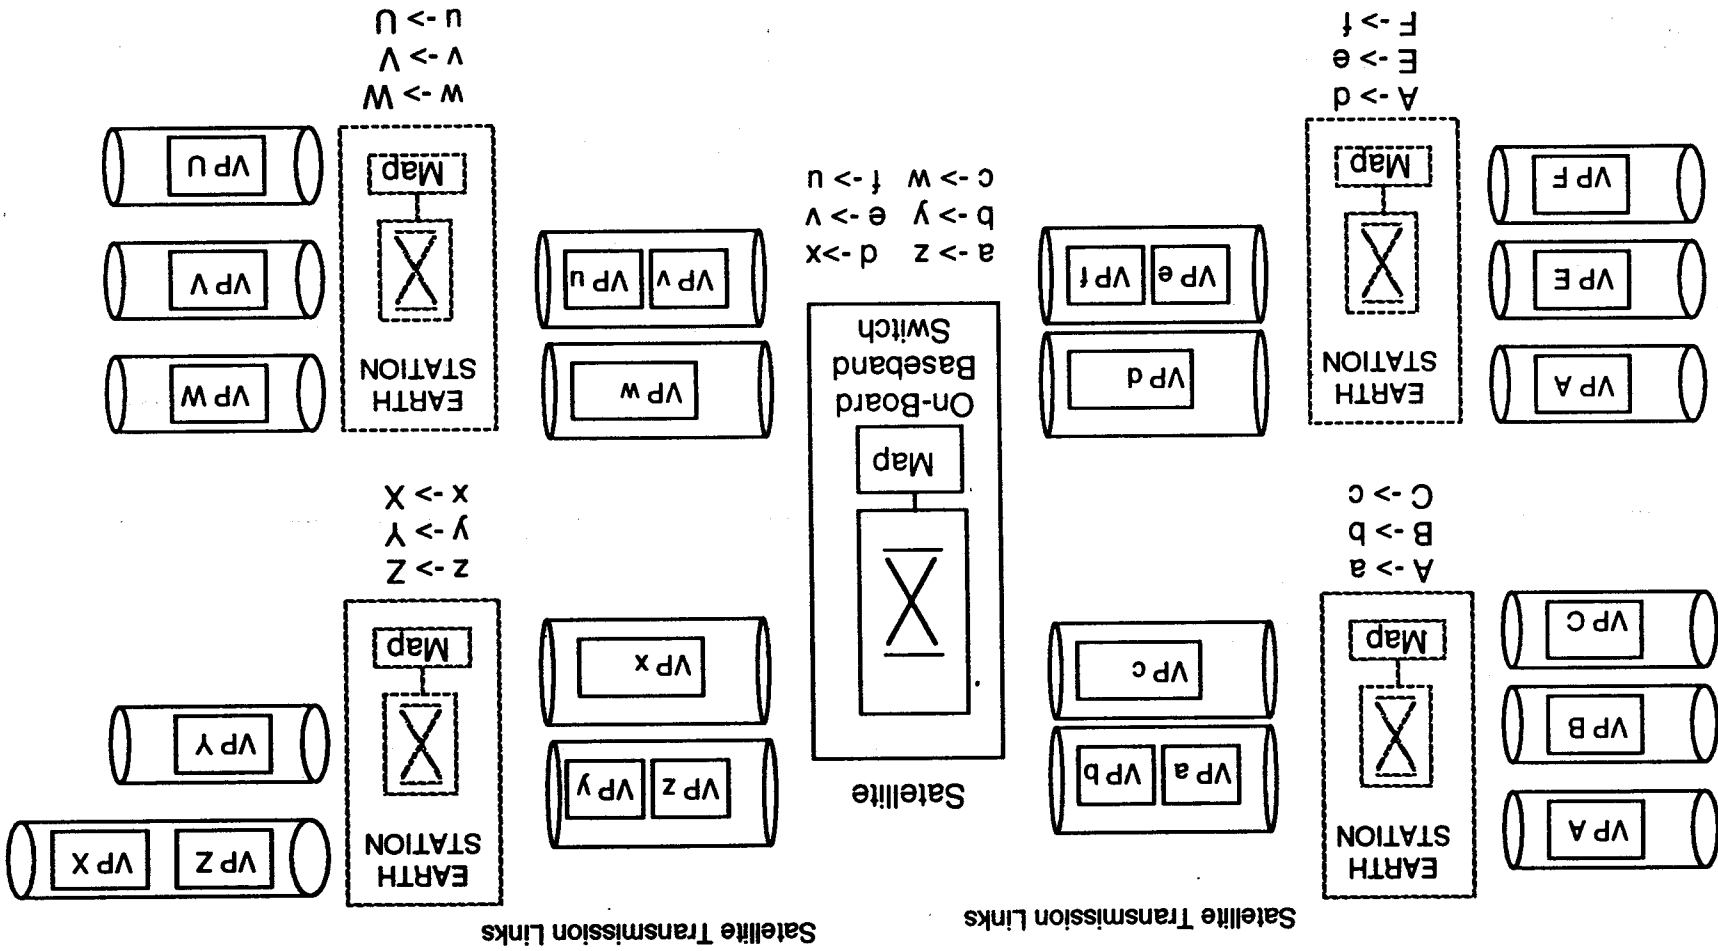 Satellite Transmission Links
Satellite Transmission Links
VP A
VP B
VP C
EARTH
STATION
Map
A -> a
B -> b
C -> c
VP a
VP b
VP c
Satellite
Map
On-Board
Baseband
Switch
a -> z d ->x
b -> y e -> v
c -> w f -> u
VP z
VP y
VP x
EARTH
STATION
Map
z -> Z
y -> Y
x -> X
VP Z
VP X
VP Y
VP A
VP E
VP F
EARTH
STATION
Map
A -> d
E -> e
F -> f
VP d
VP e
VP f
VP w
VP v
VP u
EARTH
STATION
Map
w -> W
v -> V
u -> U
VP W
VP V
VP U